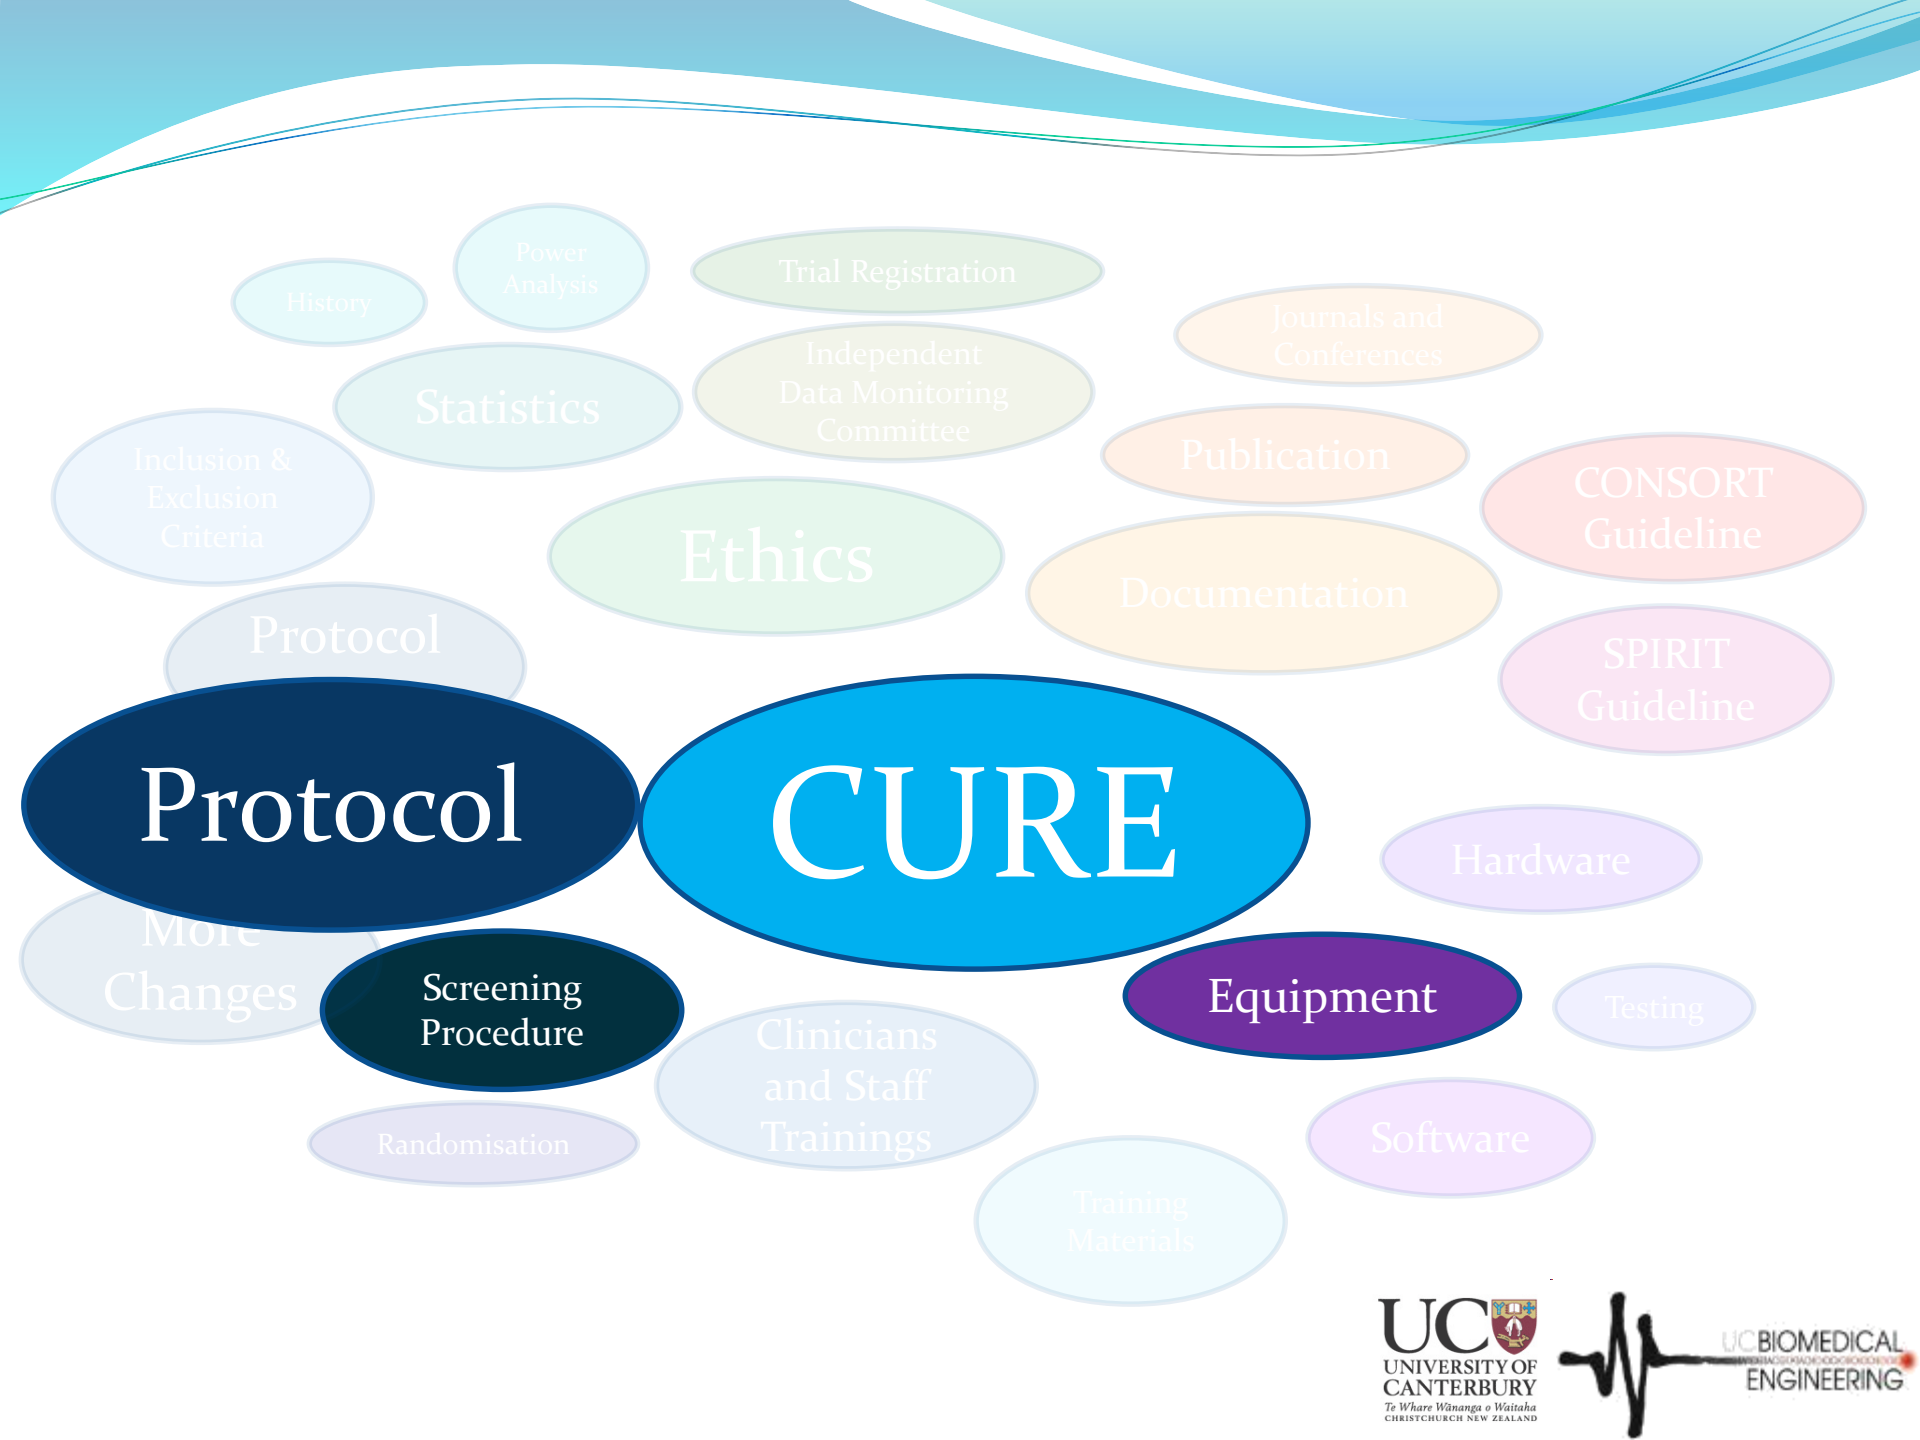 Power
Analysis
History
Trial Registration
Journals and
Conferences
Independent
Data Monitoring
Committee
Statistics
Publication
Inclusion &
Exclusion
Criteria
CONSORT
Guideline
Ethics
Documentation
Protocol
SPIRIT
Guideline
Protocol
CURE
Hardware
More
Changes
Screening
Procedure
Equipment
Testing
Clinicians
and Staff
Trainings
Randomisation
Software
Training
Materials
UC
UNIVERSITY OF
CANTERBURY
Te Whare Wānanga o Waitaha
CHRISTCHURCH NEW ZEALAND
UCBIOMEDICAL
ENGINEERING